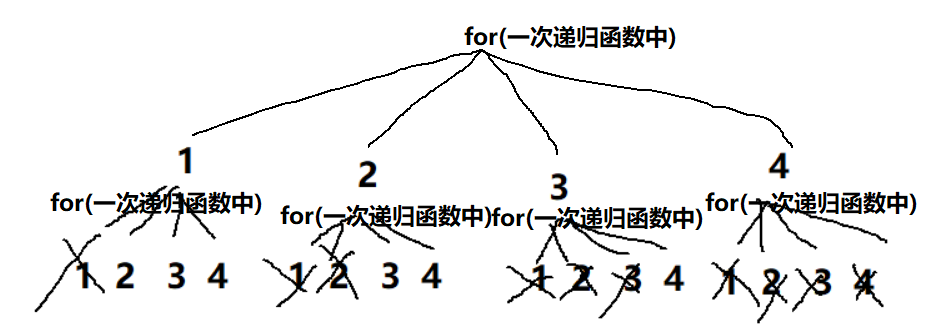 for(一次递归函数中)
1 2 3 4
for(一次递归函数中) for(一次递归函数中) for(一次递归函数中) for(一次递归函数中)
1 2 3 4 1 2 3 4 1 2 3 4 1 2 3 4